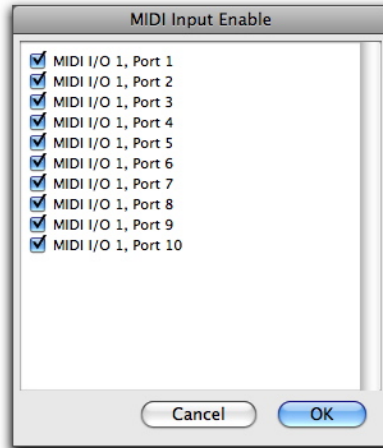 MIDI Input Enable
MIDI I/O 1, Port 1
MIDI I/O 1, Port 2
MIDI I/O 1, Port 3
MIDI I/O 1, Port 4
MIDI I/O 1, Port 5
MIDI I/O 1, Port 6
MIDI I/O 1, Port 7
MIDI I/O 1, Port 8
MIDI I/O 1, Port 9
MIDI I/O 1, Port 10
Cancel OK